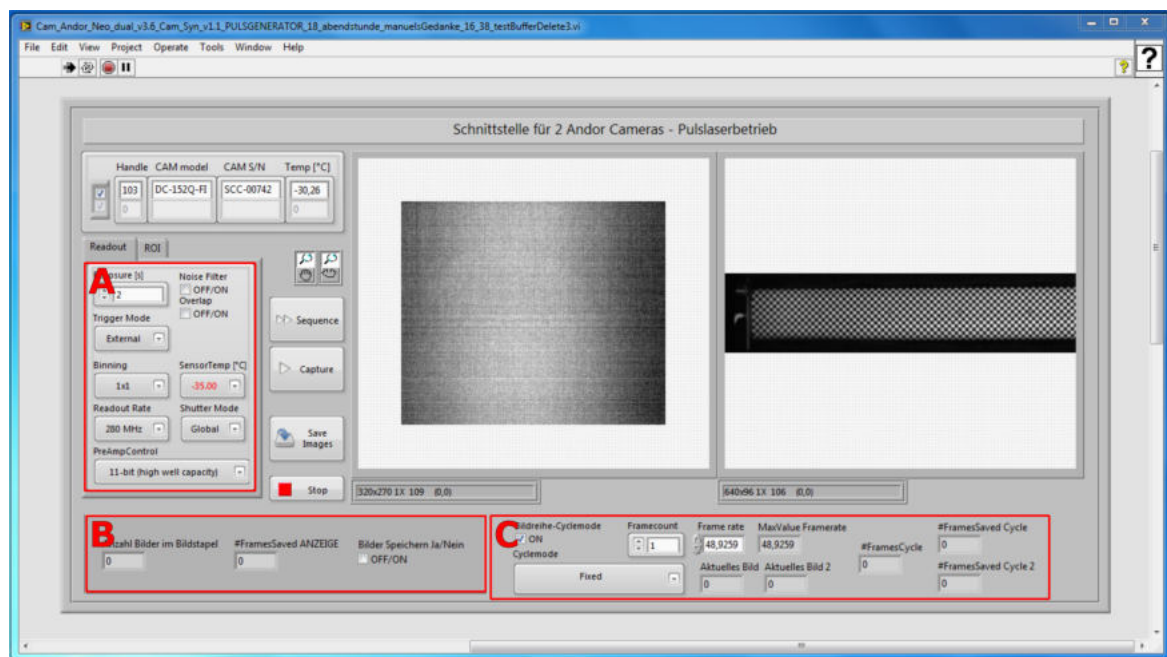 Cam_Andor_Neo_dual_v3.6_Cam_Syn_v1.1_PULSGENERATOR_18_abendstunde_manuelsGedanke_16_38_testBufferDelete3.vi
File Edit View Project Operate Tools Window Help
?
Schnittstelle für 2 Andor Cameras - Pulslaserbetrieb
Handle CAM model CAM S/N Temp [°C]
103 DC-152Q-FI SCC-00742 -30,26
0 0
Readout ROI
A
[s] Noise Filter
2 OFF/ON
Overlap
Trigger Mode OFF/ON
External
Sequence
Binning SensorTemp [°C]
Capture
1x1 -35.00
Readout Rate Shutter Mode
280 MHz Global
Save Images
PreAmpControl
11-bit (high well capacity)
Stop
320x270 1X 109 (0,0)
640x96 1X 106 (0,0)
B
Bilder im Bildstapel #FramesSaved ANZEIGE Bilder Speichern Ja/Nein
0 0 OFF/ON
C
Bildreihe-Cyclemode Framecount Frame rate MaxValue Framerate #FramesSaved Cycle
ON 1 48,9259 48,9259 #FramesCycle 0
Cyclemode
Fixed Aktuelles Bild Aktuelles Bild 2 0 #FramesSaved Cycle 2
0 0 0